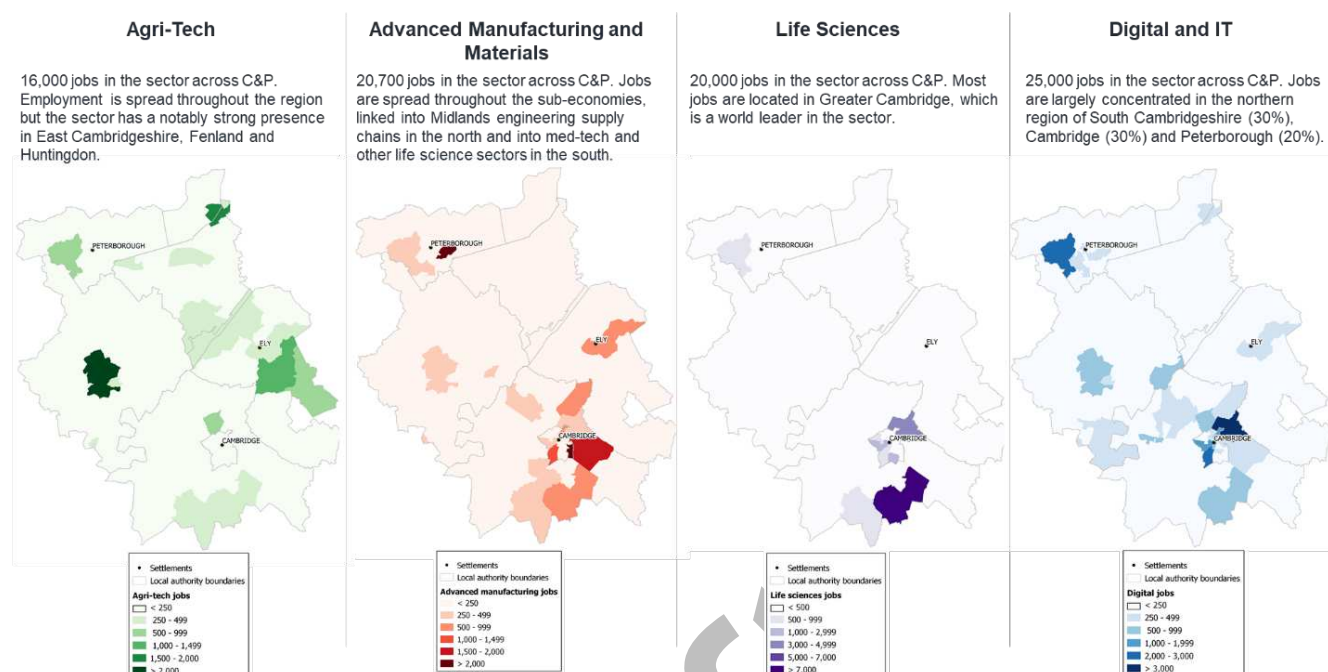 Agri-Tech
16,000 jobs in the sector across C&P.
Employment is spread throughout the region
but the sector has a notably strong presence
in East Cambridgeshire, Fenland and
Huntingdon.
PETERBOROUGH
ELY
CAMBRIDGE
Settlements
Local authority boundaries
Agri-tech jobs
< 250
250 - 499
500 - 999
1,000 - 1,499
1,500 - 2,000
> 2,000
Advanced Manufacturing and
Materials
20,700 jobs in the sector across C&P. Jobs
are spread throughout the sub-economies,
linked into Midlands engineering supply
chains in the north and into med-tech and
other life science sectors in the south.
PETERBOROUGH
ELY
CAMBRIDGE
Settlements
Local authority boundaries
Advanced manufacturing jobs
< 250
250 - 499
500 - 999
1,000 - 1,499
1,500 - 2,000
> 2,000
Life Sciences
20,000 jobs in the sector across C&P. Most
jobs are located in Greater Cambridge, which
is a world leader in the sector.
PETERBOROUGH
ELY
CAMBRIDGE
Settlements
Local authority boundaries
Life sciences jobs
< 500
500 - 999
1,000 - 2,999
3,000 - 4,999
5,000 - 7,000
> 7,000
Digital and IT
25,000 jobs in the sector across C&P. Jobs
are largely concentrated in the northern
region of South Cambridgeshire (30%),
Cambridge (30%) and Peterborough (20%).
PETERBOROUGH
ELY
CAMBRIDGE
Settlements
Local authority boundaries
Digital jobs
< 250
250 - 499
500 - 999
1,000 - 1,999
2,000 - 3,000
> 3,000